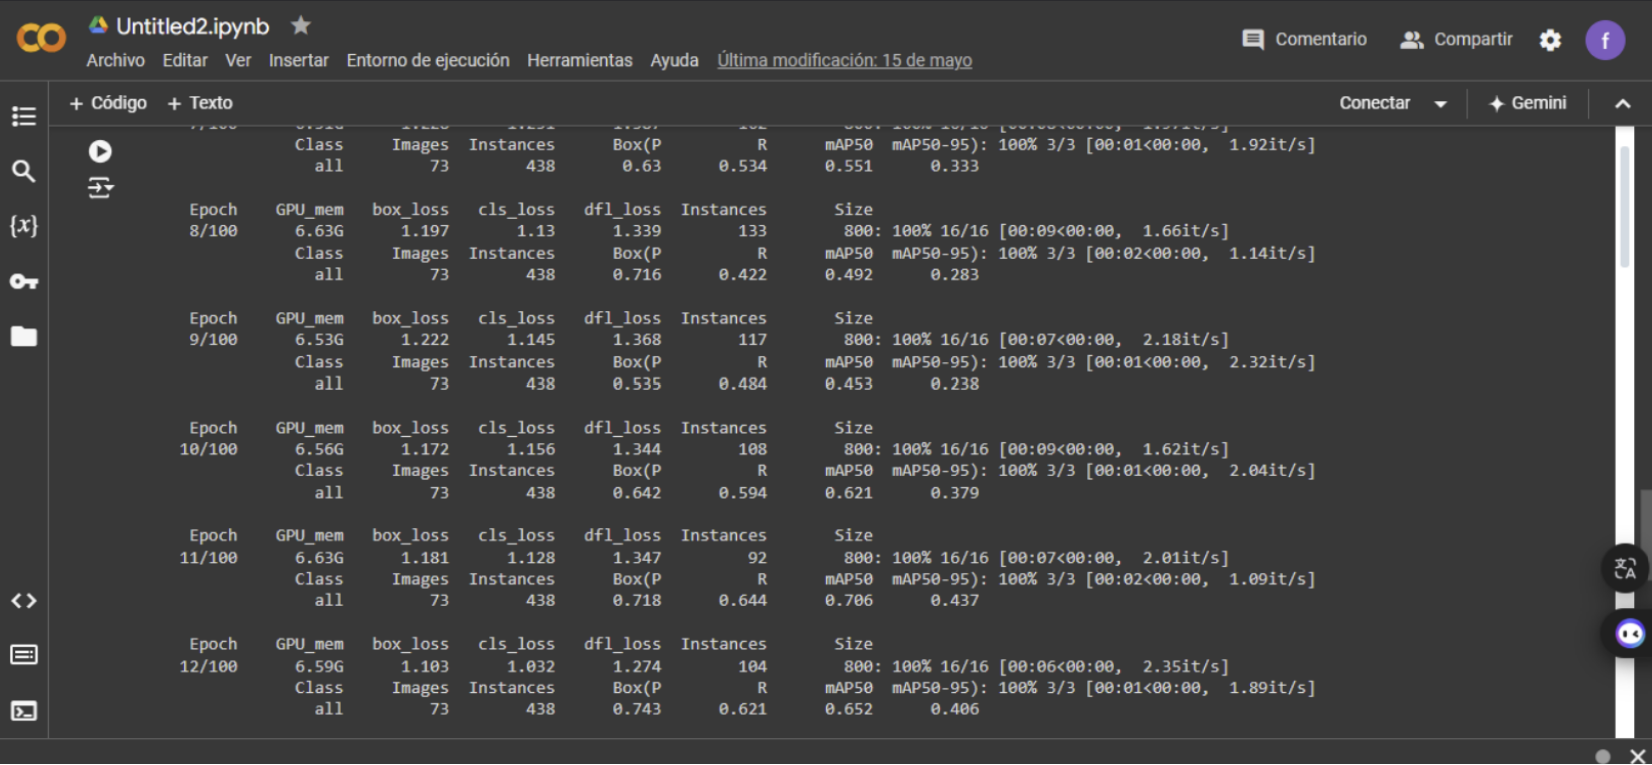 Untitled2.ipynb
Comentario
Compartir
f
Archivo Editar Ver Insertar Entorno de ejecución Herramientas Ayuda Última modificación: 15 de mayo
+ Código + Texto
Conectar
Gemini
Class Images Instances Box(P R mAP50 mAP50-95): 100% 3/3 [00:01<00:00, 1.92it/s]
all 73 438 0.63 0.534 0.551 0.333
Epoch GPU_mem box_loss cls_loss dfl_loss Instances Size
8/100 6.63G 1.197 1.13 1.339 133 800: 100% 16/16 [00:09<00:00, 1.66it/s]
Class Images Instances Box(P R mAP50 mAP50-95): 100% 3/3 [00:02<00:00, 1.14it/s]
all 73 438 0.716 0.422 0.492 0.283
Epoch GPU_mem box_loss cls_loss dfl_loss Instances Size
9/100 6.53G 1.222 1.145 1.368 117 800: 100% 16/16 [00:07<00:00, 2.18it/s]
Class Images Instances Box(P R mAP50 mAP50-95): 100% 3/3 [00:01<00:00, 2.32it/s]
all 73 438 0.535 0.484 0.453 0.238
Epoch GPU_mem box_loss cls_loss dfl_loss Instances Size
10/100 6.56G 1.172 1.156 1.344 108 800: 100% 16/16 [00:09<00:00, 1.62it/s]
Class Images Instances Box(P R mAP50 mAP50-95): 100% 3/3 [00:01<00:00, 2.04it/s]
all 73 438 0.642 0.594 0.621 0.379
Epoch GPU_mem box_loss cls_loss dfl_loss Instances Size
11/100 6.63G 1.181 1.128 1.347 92 800: 100% 16/16 [00:07<00:00, 2.01it/s]
Class Images Instances Box(P R mAP50 mAP50-95): 100% 3/3 [00:02<00:00, 1.09it/s]
all 73 438 0.718 0.644 0.706 0.437
Epoch GPU_mem box_loss cls_loss dfl_loss Instances Size
12/100 6.59G 1.103 1.032 1.274 104 800: 100% 16/16 [00:06<00:00, 2.35it/s]
Class Images Instances Box(P R mAP50 mAP50-95): 100% 3/3 [00:01<00:00, 1.89it/s]
all 73 438 0.743 0.621 0.652 0.406